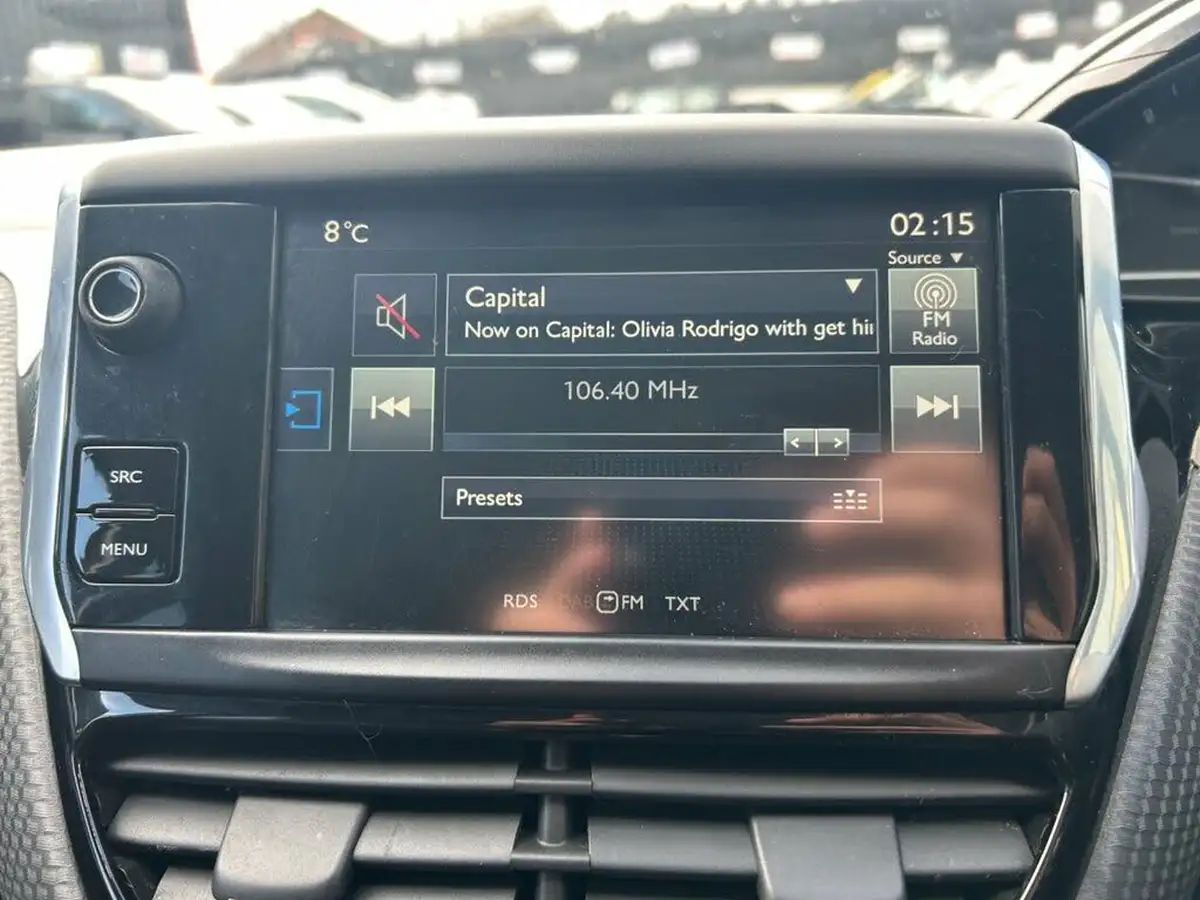 8°C
02:15
Source
Capital
Now on Capital: Olivia Rodrigo with get hi
FM
Radio
106.40 MHz
SRC
Presets
MENU
RDS DAB FM TXT